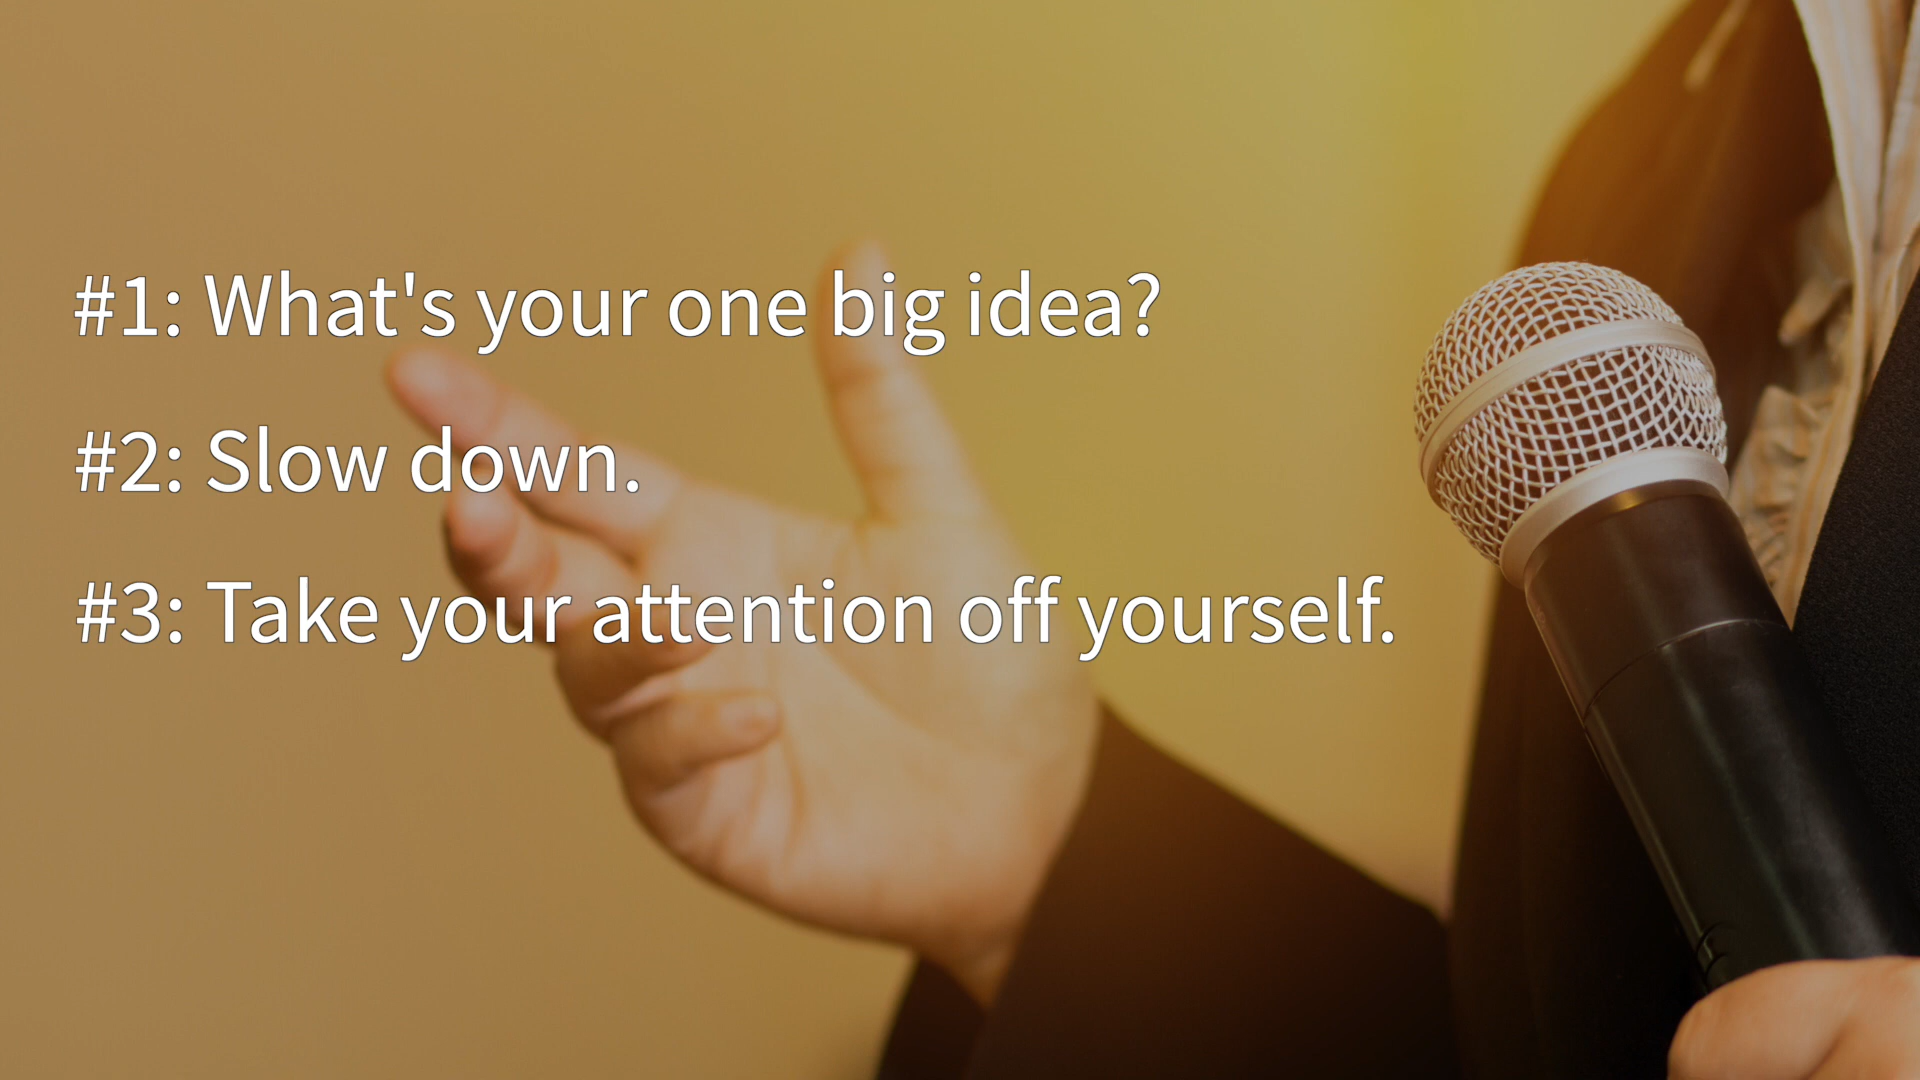 #1: What's your one big idea?
#2: Slow down.
#3: Take your attention off yourself.